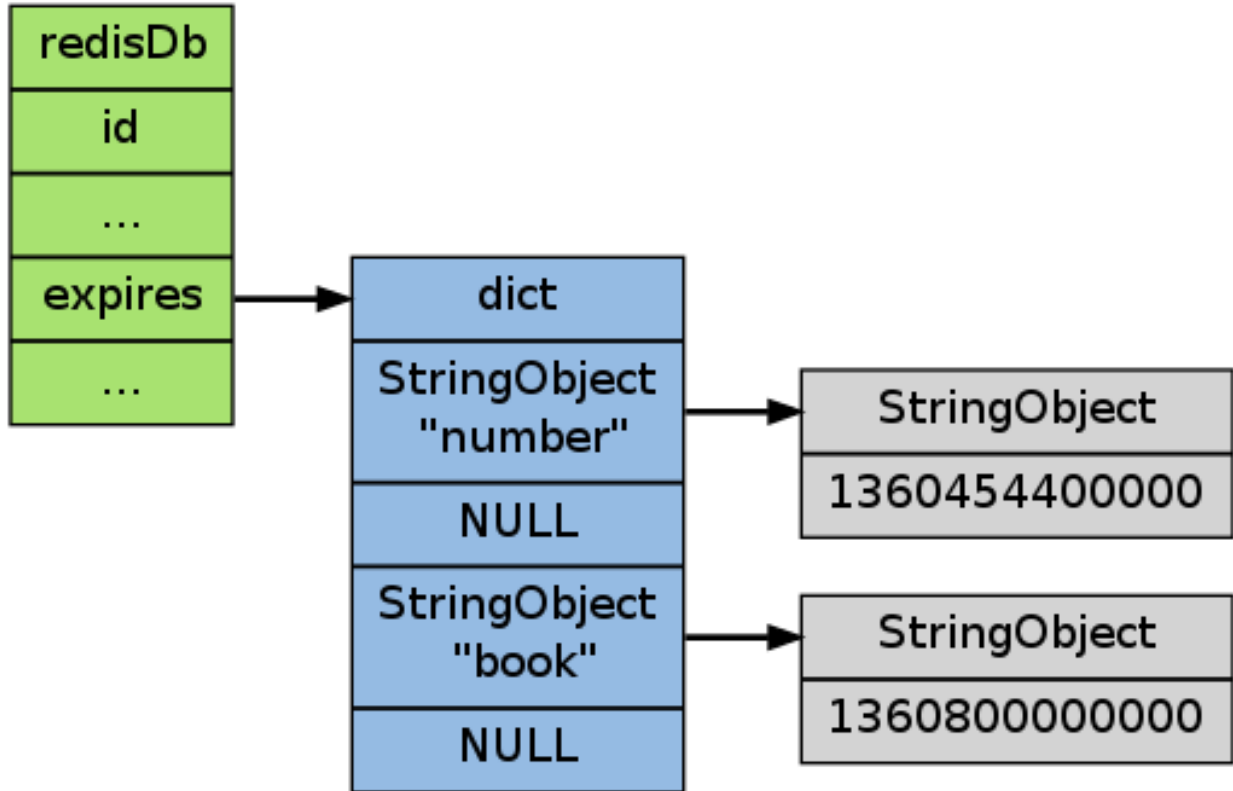 redisDb
id
...
expires
...
dict
StringObject
"number"
NULL
StringObject
"book"
NULL
StringObject
1360454400000
StringObject
1360800000000